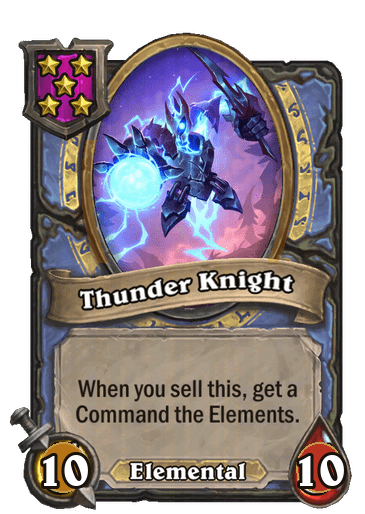 Thunder Knight
When you sell this, get a
Command the Elements.
10
Elemental
10